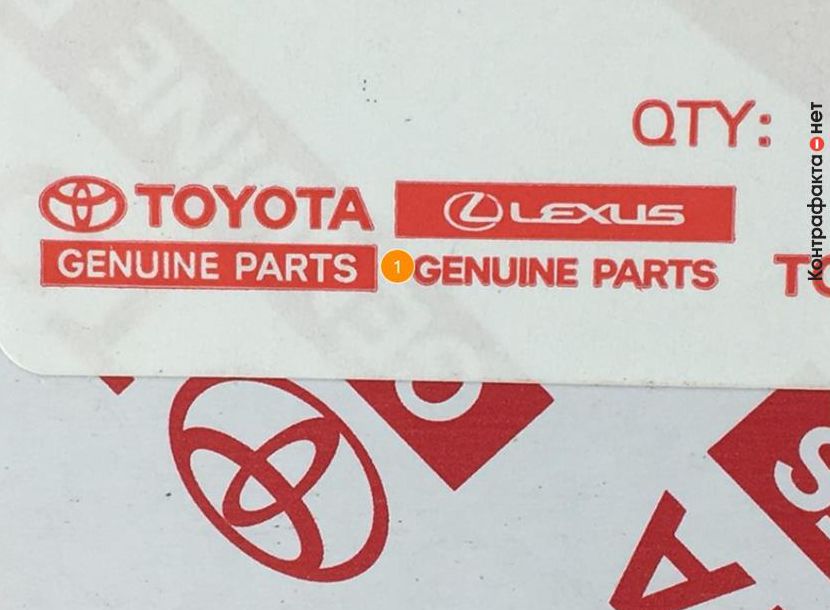 QTY:
TOYOTA LEXUS
GENUINE PARTS 1 GENUINE PARTS
Контрафакта нет